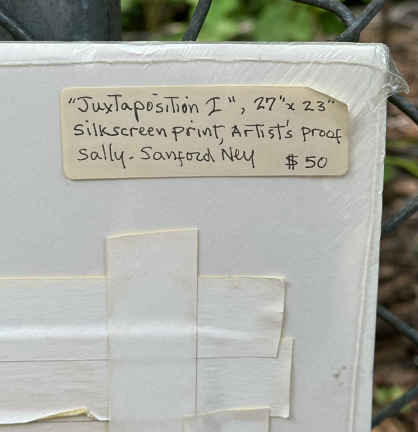 "Juxtaposition I", 27" x 23"
Silkscreen print, Artist's Proof
Sally-Sanford Ney $50